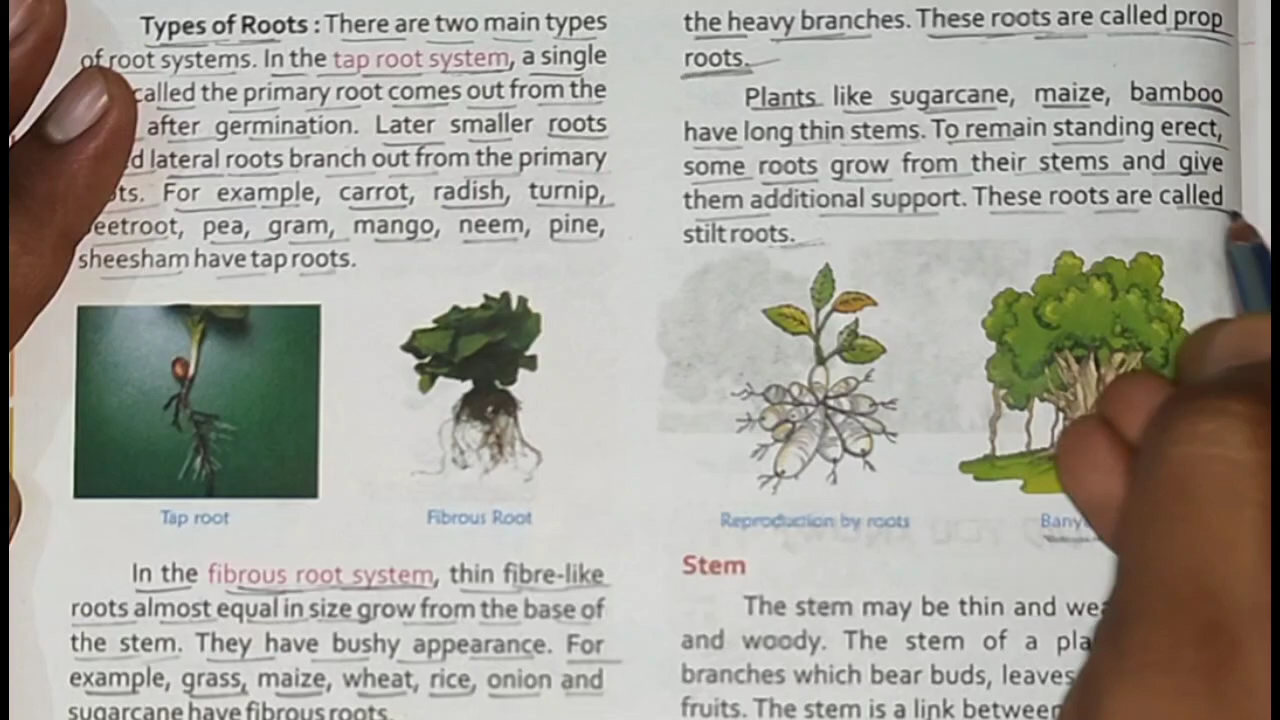 Types of Roots : There are two main types
of root systems. In the tap root system, a single
called the primary root comes out from the
after germination. Later smaller roots
lateral roots branch out from the primary
For example, carrot, radish, turnip,
pea, gram, mango, neem, pine,
sheesham have tap roots.
Tap root
Fibrous Root
In the fibrous root system, thin fibre-like
roots almost equal in size grow from the base of
the stem. They have bushy appearance. For
example, grass, maize, wheat, rice, onion and
sugarcane have fibrous roots.
the heavy branches. These roots are called prop
roots.
Plants like sugarcane, maize, bamboo
have long thin stems. To remain standing erect,
some roots grow from their stems and give
them additional support. These roots are called
stilt roots.
Reproduction by roots
Stem
The stem may be thin and
and woody. The stem of a
branches which bear buds, leaves
fruits. The stem is a link between